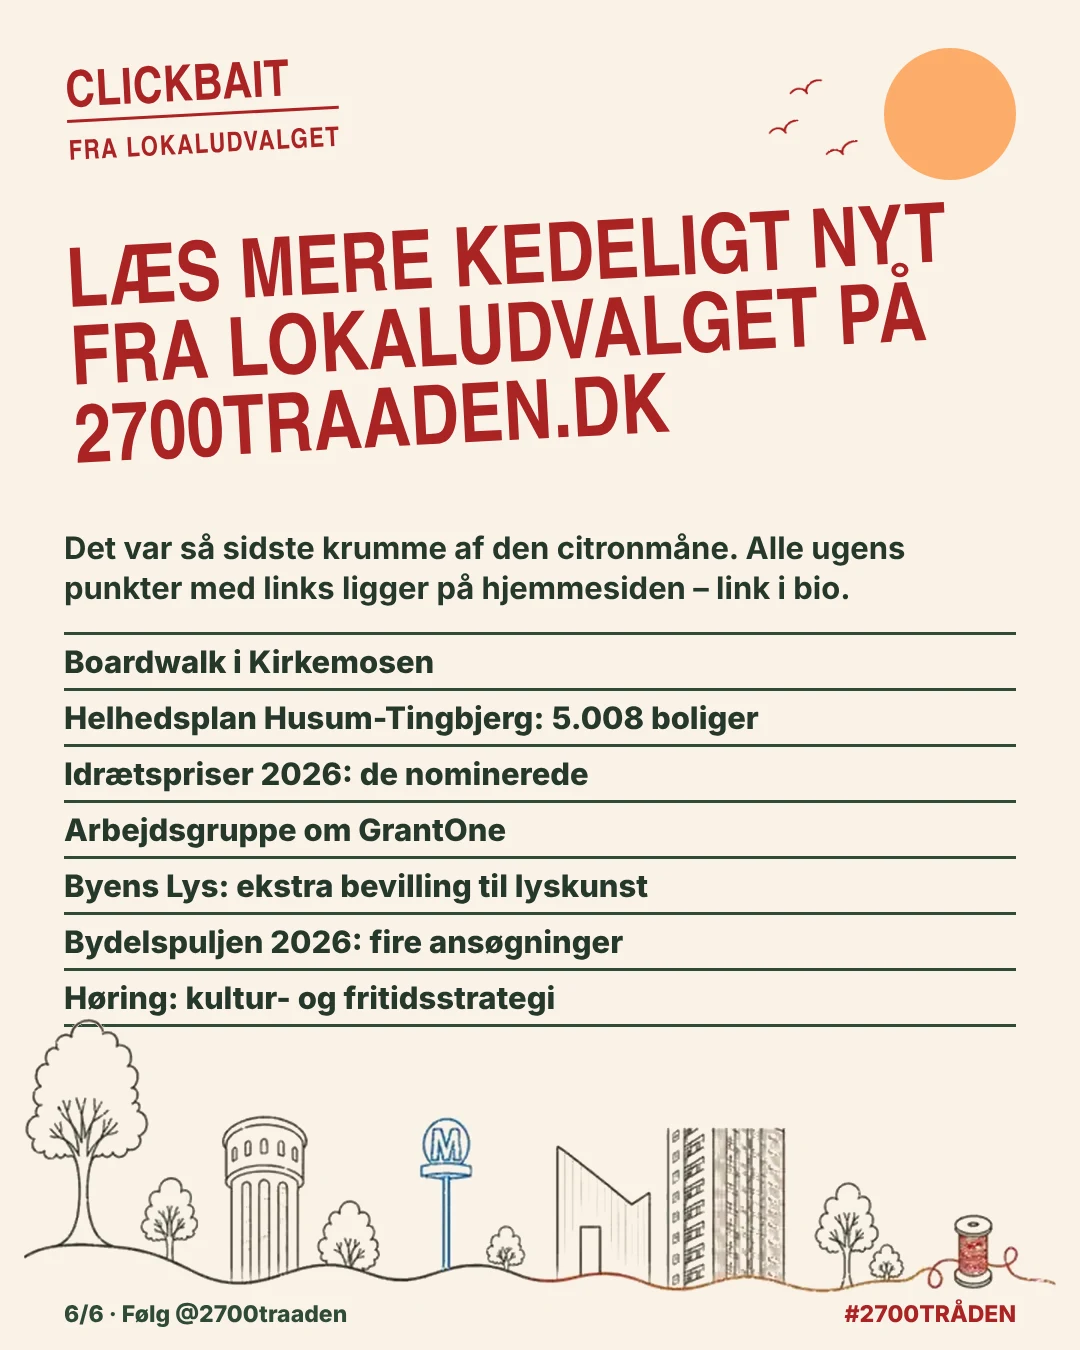 CLICKBAIT
FRA LOKALUDVALGET
LÆS MERE KEDELIGT NYT
FRA LOKALUDVALGET PÅ
2700TRAADEN.DK
Det var så sidste krumme af den citronmåne. Alle ugens
punkter med links ligger på hjemmesiden – link i bio.
Boardwalk i Kirkemosen
Helhedsplan Husum-Tingbjerg: 5.008 boliger
Idrætspriser 2026: de nominerede
Arbejdsgruppe om GrantOne
Byens Lys: ekstra bevilling til lyskunst
Bydelspuljen 2026: fire ansøgninger
Høring: kultur- og fritidsstrategi
M
6/6 · Følg @2700traaden
#2700TRÅDEN